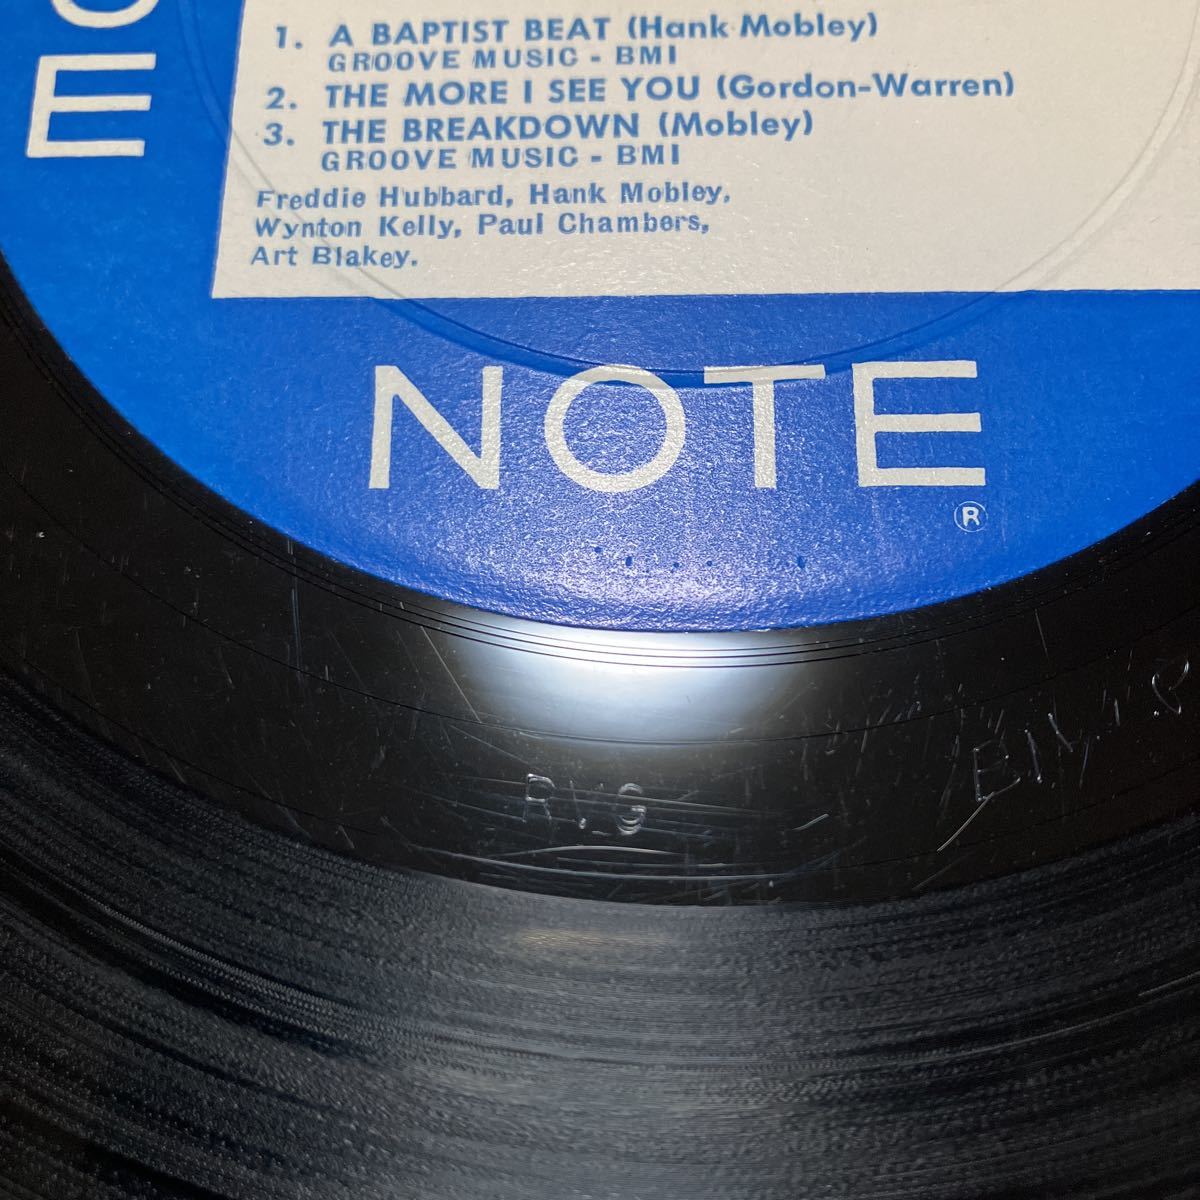 1. A BAPTIST BEAT (Hank Mobley)
GROOVE MUSIC - BMI
2. THE MORE I SEE YOU (Gordon-Warren)
3. THE BREAKDOWN (Mobley)
GROOVE MUSIC - BMI
Freddie Hubbard, Hank Mobley,
Wynton Kelly, Paul Chambers,
Art Blakey.
E
NOTE
®